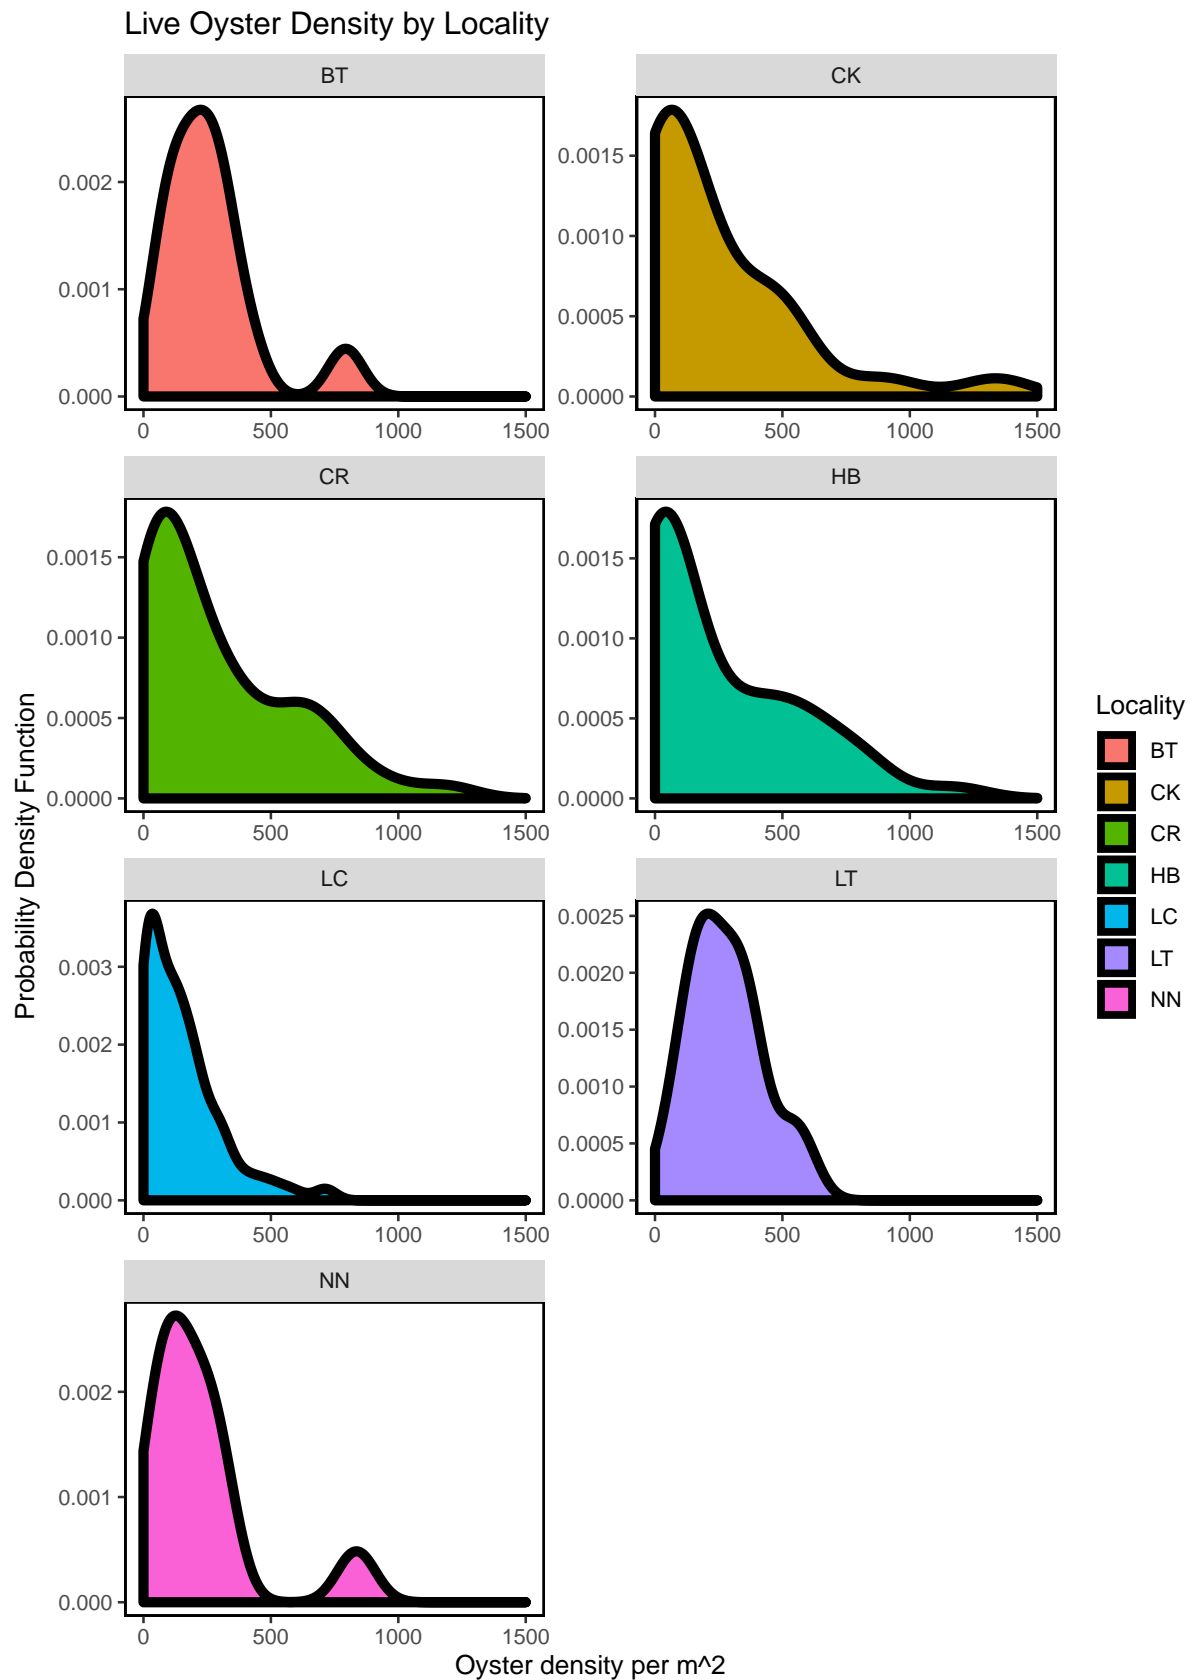 Live Oyster Density by Locality
BT
CK
0.002
0.001
0.000
0.0015
0.0010
0.0005
0.0000
0 500 1000 1500
0 500 1000 1500
CR
HB
0.0015
0.0010
0.0005
0.0000
0.0015
0.0010
0.0005
0.0000
0 500 1000 1500
0 500 1000 1500
LC
LT
0.003
0.002
0.001
0.000
0.0025
0.0020
0.0015
0.0010
0.0005
0.0000
0 500 1000 1500
0 500 1000 1500
NN
0.002
0.001
0.000
0 500 1000 1500
Oyster density per m^2
Probability Density Function
Locality
BT
CK
CR
HB
LC
LT
NN